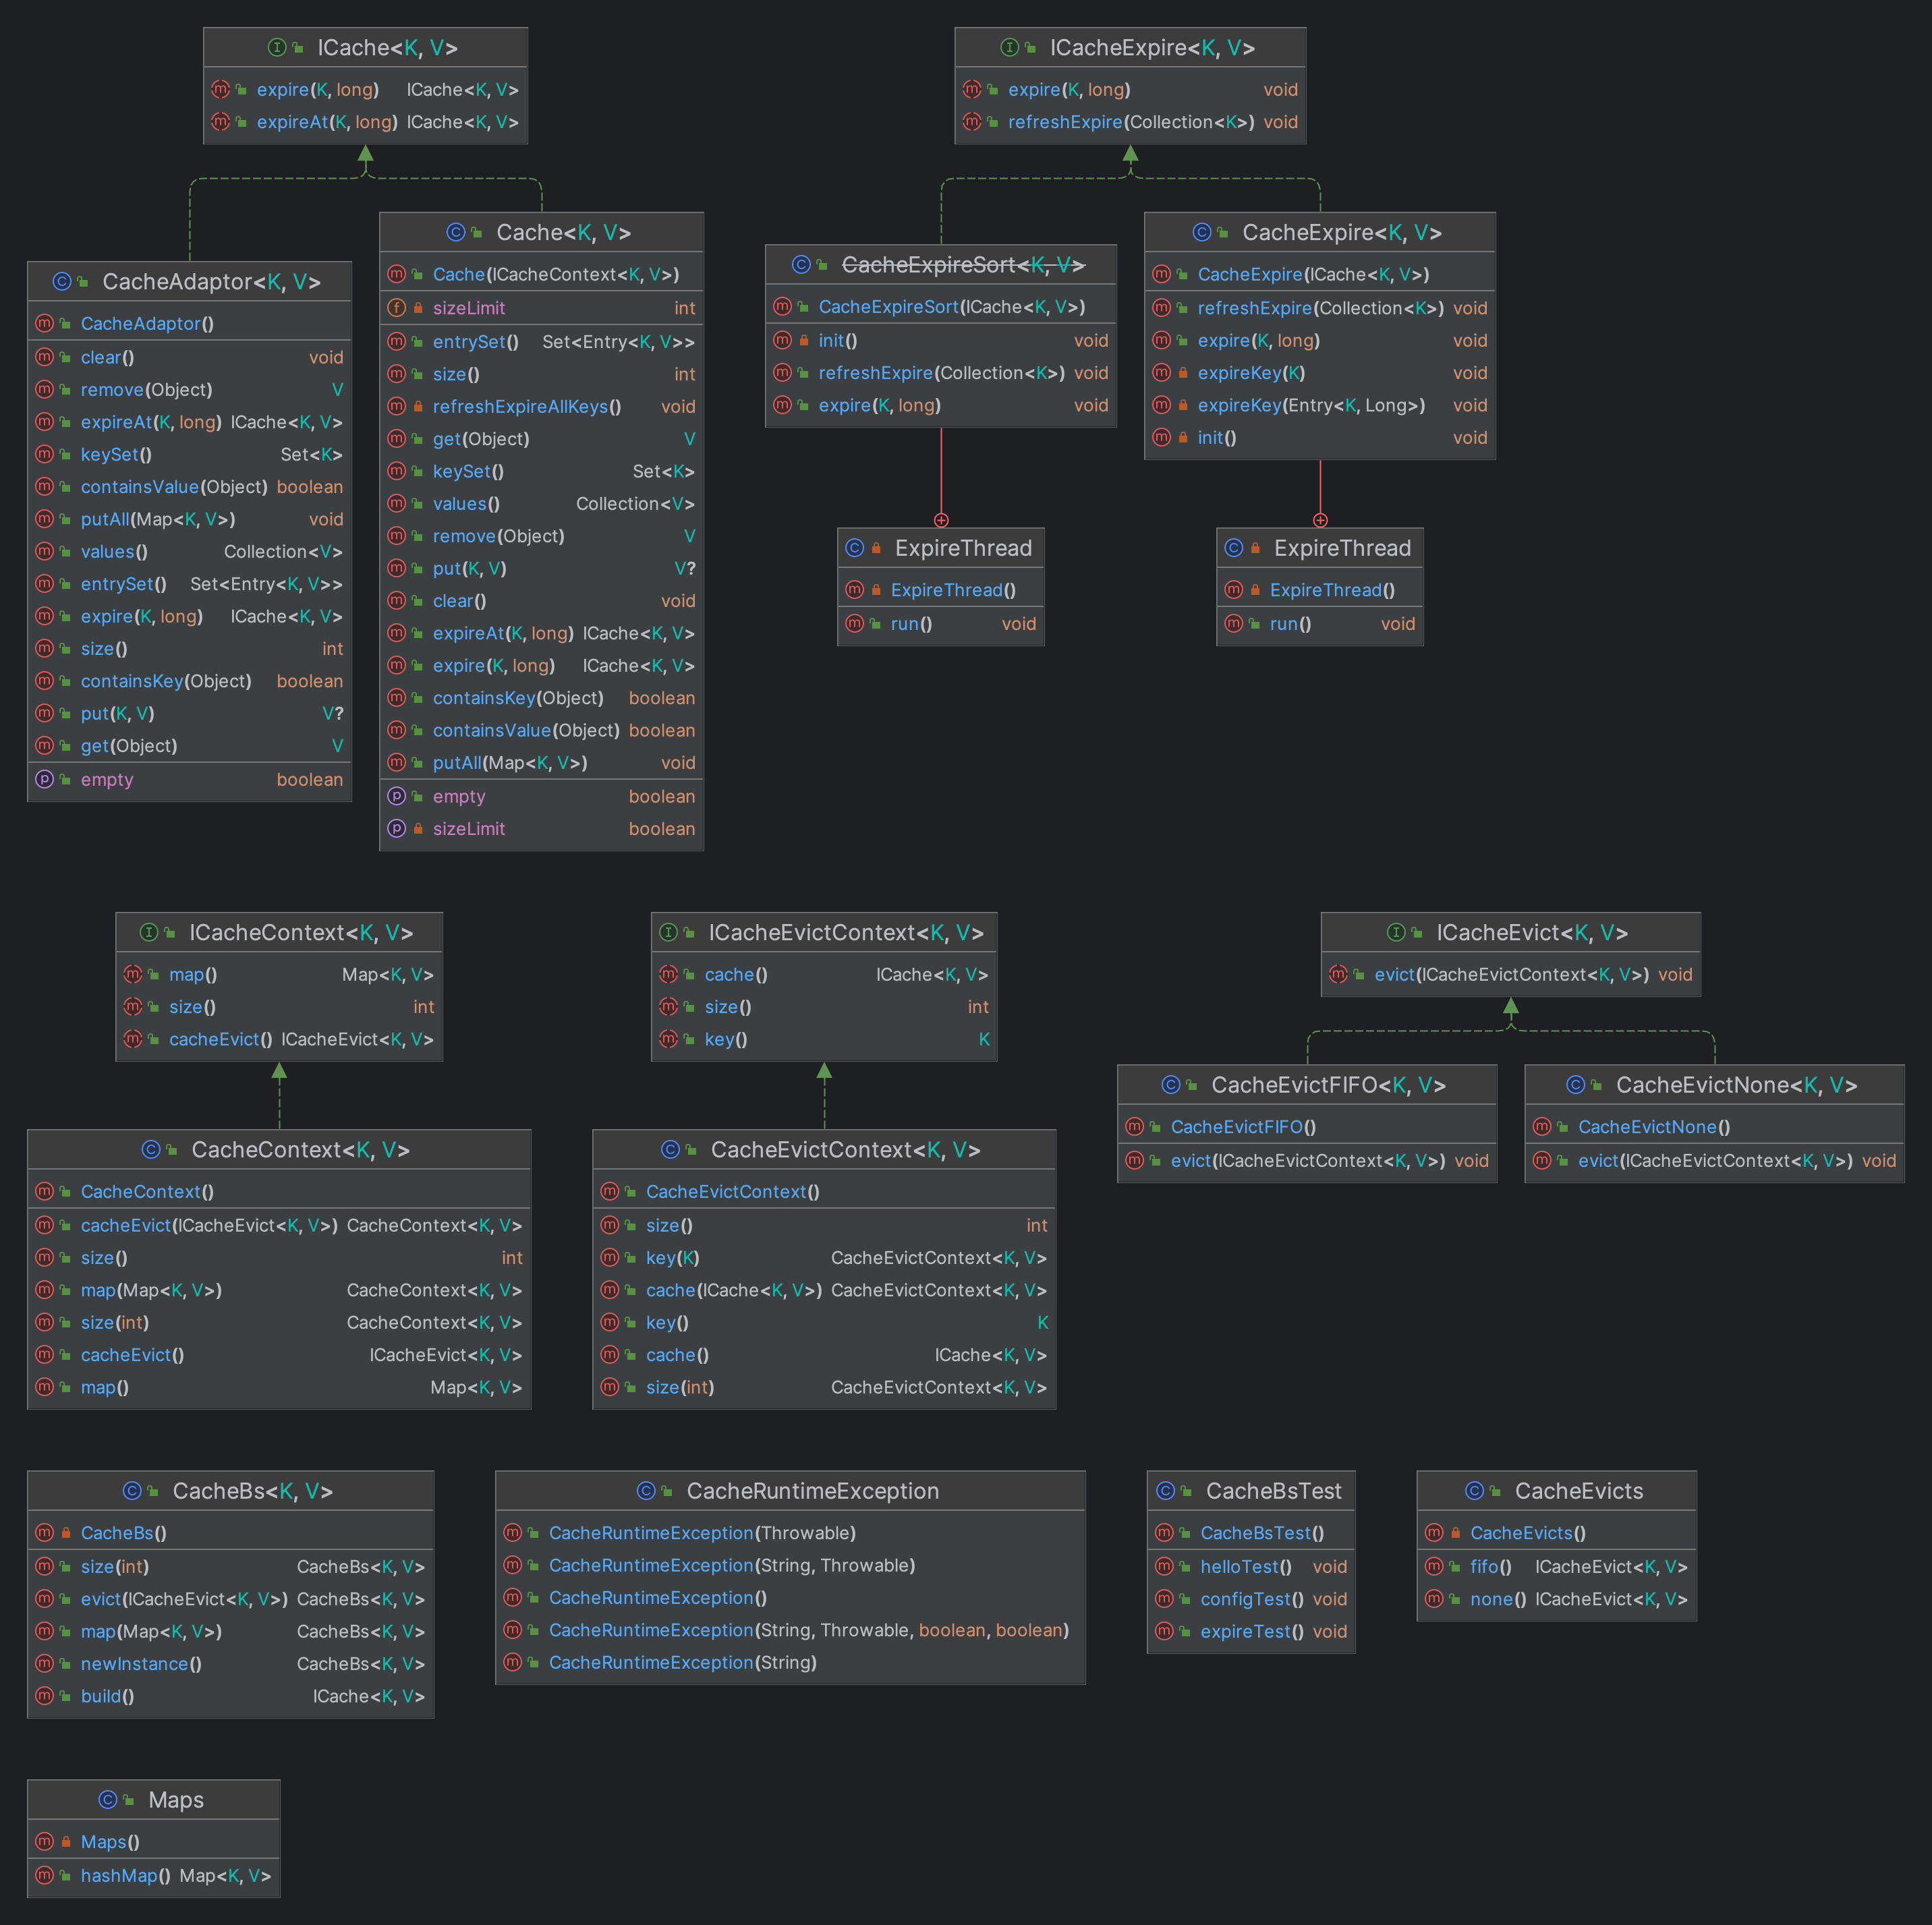 ICache<K, V>
expire(K, long) ICache<K, V>
expireAt(K, long) ICache<K, V>
ICacheExpire<K, V>
expire(K, long) void
refreshExpire(Collection<K>) void
CacheAdaptor<K, V>
CacheAdaptor()
clear() void
remove(Object) V
expireAt(K, long) ICache<K, V>
keySet() Set<K>
containsValue(Object) boolean
putAll(Map<K, V>) void
values() Collection<V>
entrySet() Set<Entry<K, V>>
expire(K, long) ICache<K, V>
size() int
containsKey(Object) boolean
put(K, V) V?
get(Object) V
empty boolean
Cache<K, V>
Cache(ICacheContext<K, V>)
sizeLimit int
entrySet() Set<Entry<K, V>>
size() int
refreshExpireAllKeys() void
get(Object) V
keySet() Set<K>
values() Collection<V>
remove(Object) V
put(K, V) V?
clear() void
expireAt(K, long) ICache<K, V>
expire(K, long) ICache<K, V>
containsKey(Object) boolean
containsValue(Object) boolean
putAll(Map<K, V>) void
empty boolean
sizeLimit boolean
CacheExpireSort<K, V>
CacheExpireSort(ICache<K, V>)
init() void
refreshExpire(Collection<K>) void
expire(K, long) void
CacheExpire<K, V>
CacheExpire(ICache<K, V>)
refreshExpire(Collection<K>) void
expire(K, long) void
expireKey(K) void
expireKey(Entry<K, Long>) void
init() void
ExpireThread
ExpireThread()
run() void
ExpireThread
ExpireThread()
run() void
ICacheContext<K, V>
map() Map<K, V>
size() int
cacheEvict() ICacheEvict<K, V>
ICacheEvictContext<K, V>
cache() ICache<K, V>
size() int
key() K
ICacheEvict<K, V>
evict(ICacheEvictContext<K, V>) void
CacheEvictFIFO<K, V>
CacheEvictFIFO()
evict(ICacheEvictContext<K, V>) void
CacheEvictNone<K, V>
CacheEvictNone()
evict(ICacheEvictContext<K, V>) void
CacheContext<K, V>
CacheContext()
cacheEvict(ICacheEvict<K, V>) CacheContext<K, V>
size() int
map(Map<K, V>) CacheContext<K, V>
size(int) CacheContext<K, V>
cacheEvict() ICacheEvict<K, V>
map() Map<K, V>
CacheEvictContext<K, V>
CacheEvictContext()
size() int
key(K) CacheEvictContext<K, V>
cache(ICache<K, V>) CacheEvictContext<K, V>
key() K
cache() ICache<K, V>
size(int) CacheEvictContext<K, V>
CacheBs<K, V>
CacheBs()
size(int) CacheBs<K, V>
evict(ICacheEvict<K, V>) CacheBs<K, V>
map(Map<K, V>) CacheBs<K, V>
newInstance() CacheBs<K, V>
build() ICache<K, V>
CacheRuntimeException
CacheRuntimeException(Throwable)
CacheRuntimeException(String, Throwable)
CacheRuntimeException()
CacheRuntimeException(String, Throwable, boolean, boolean)
CacheRuntimeException(String)
CacheBsTest
CacheBsTest()
helloTest() void
configTest() void
expireTest() void
CacheEvicts
CacheEvicts()
fifo() ICacheEvict<K, V>
none() ICacheEvict<K, V>
Maps
Maps()
hashMap() Map<K, V>